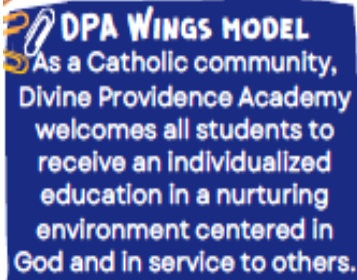 DPA WINGS MODEL
As a Catholic community,
Divine Providence Academy
welcomes all students to
receive an individualized
education in a nurturing
environment centered in
God and in service to others.